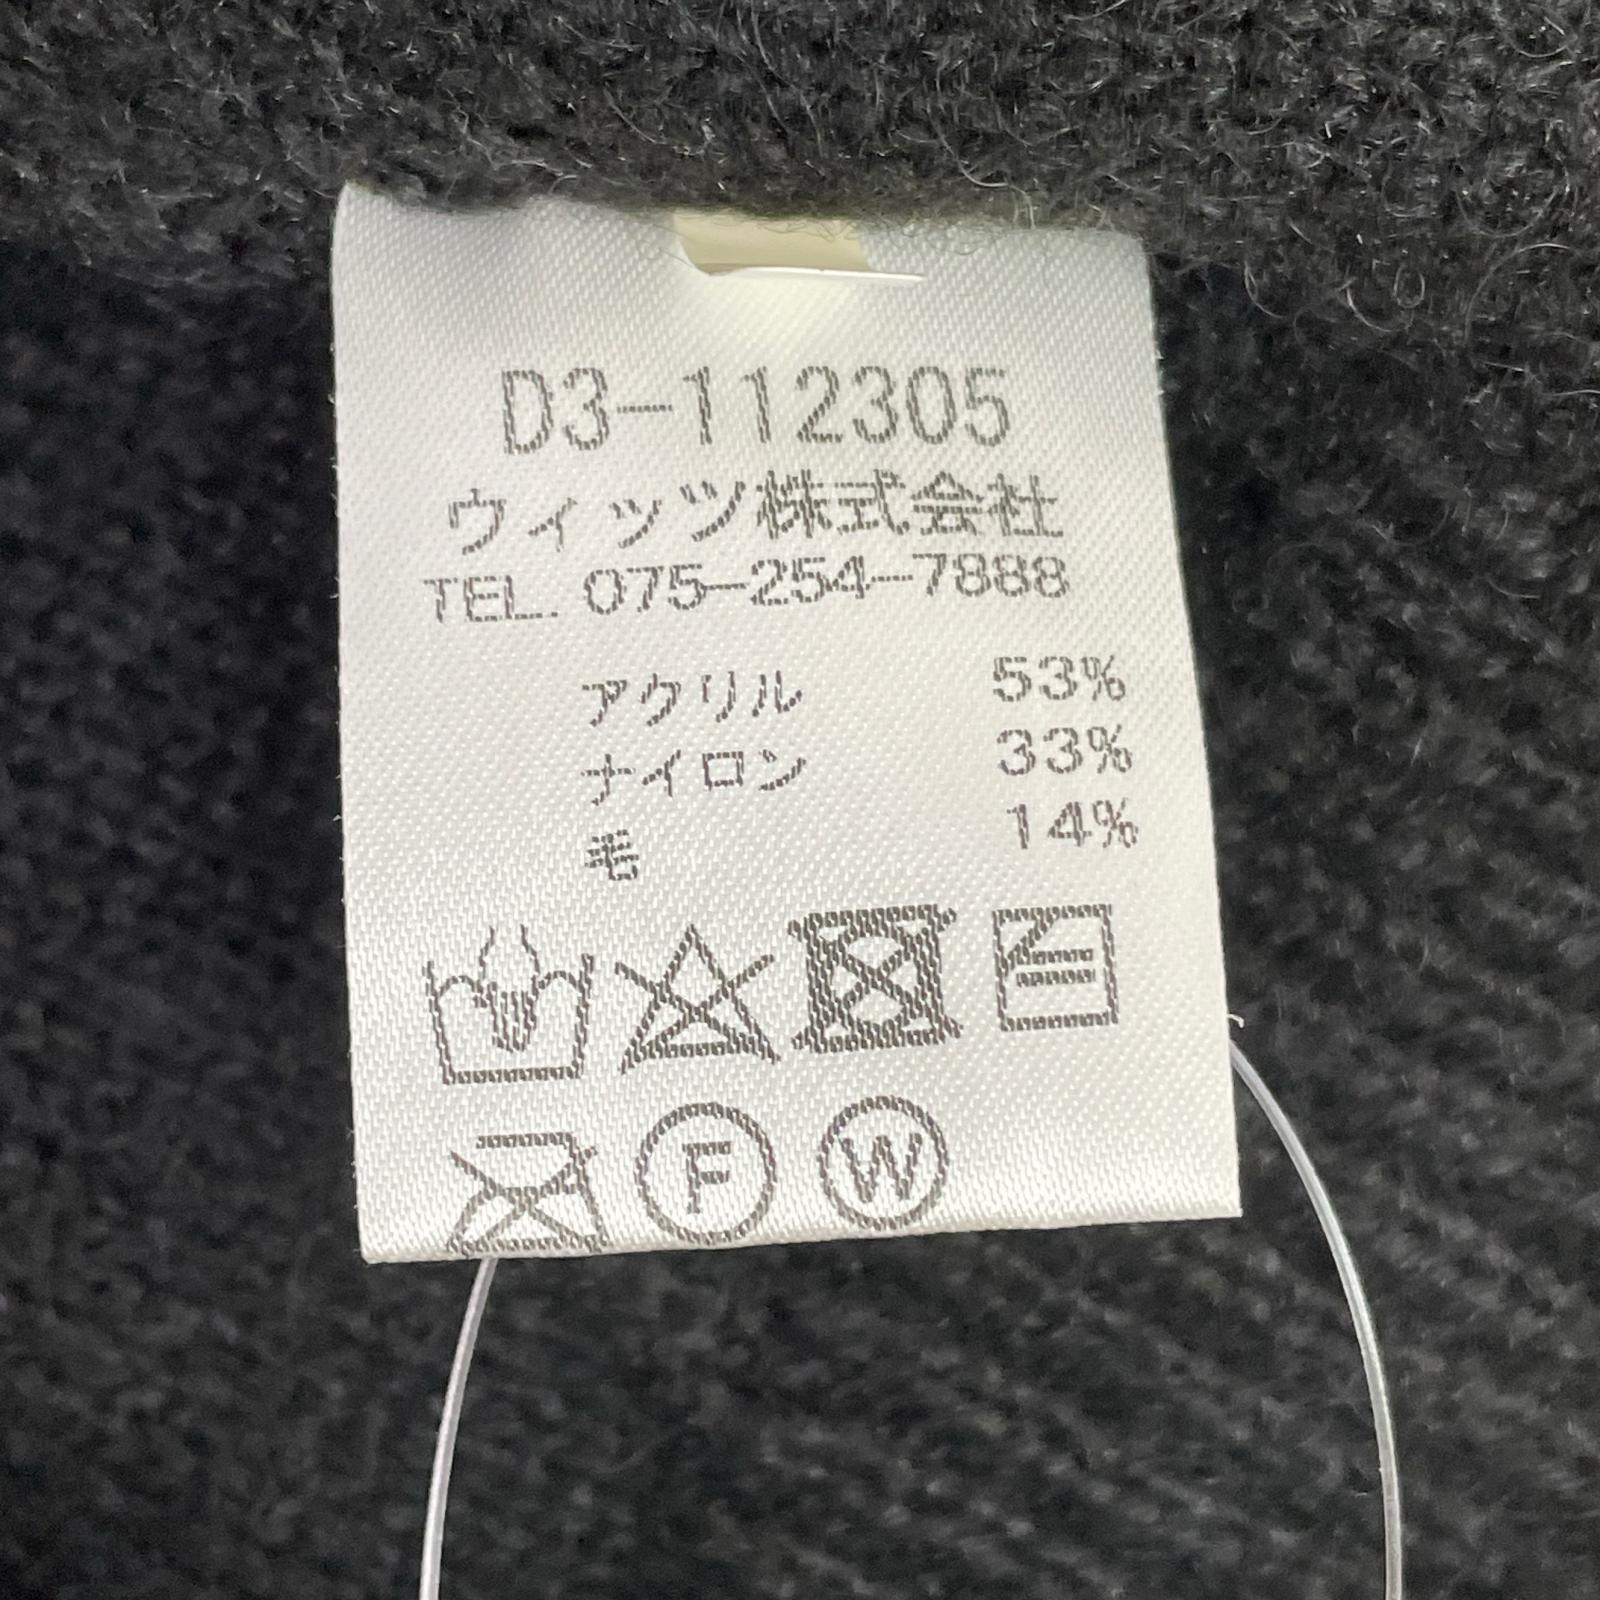 D3-112305
ウィッツ株式会社
TEL. 075-254-7888
アクリル 53%
ナイロン 33%
毛 14%
F W